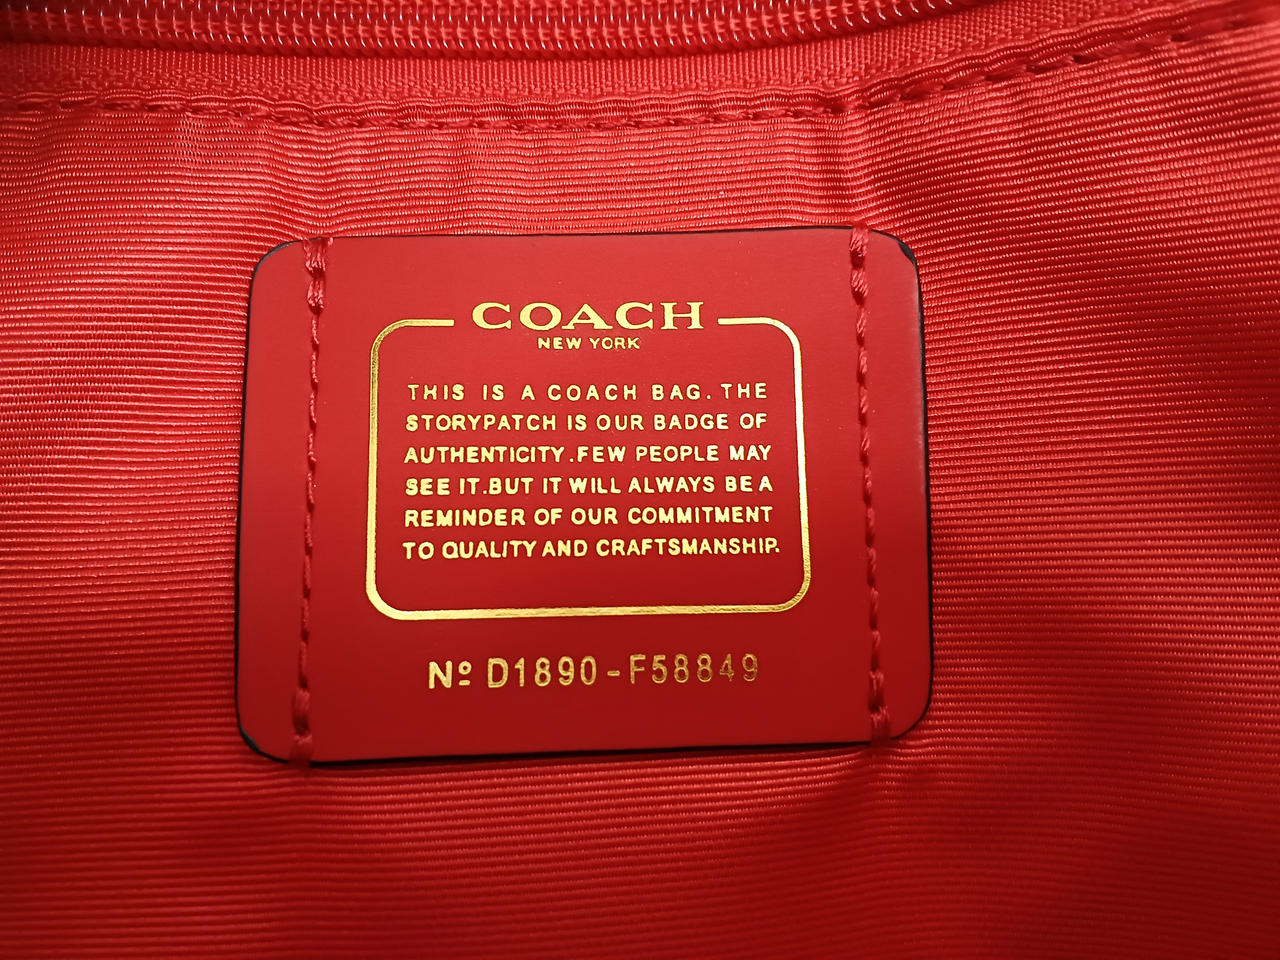 COACH
NEW YORK
THIS IS A COACH BAG. THE
STORYPATCH IS OUR BADGE OF
AUTHENTICITY.FEW PEOPLE MAY
SEE IT.BUT IT WILL ALWAYS BE A
REMINDER OF OUR COMMITMENT
TO QUALITY AND CRAFTSMANSHIP.
Nº D1890-F58849